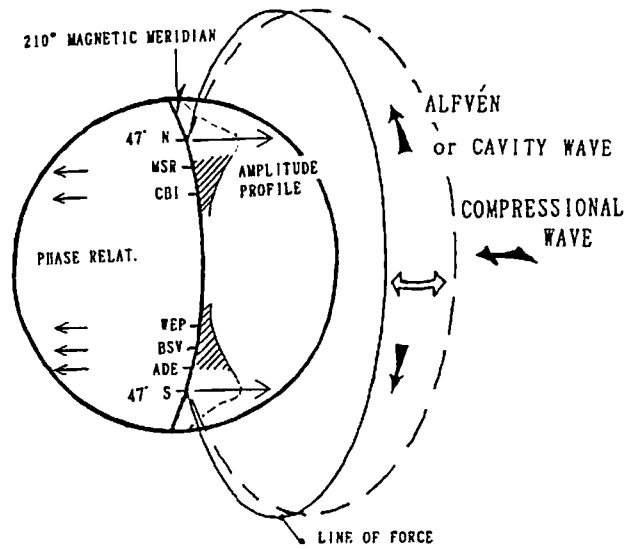 210° MAGNETIC MERIDIAN
ALFVÉN
or CAVITY WAVE
47° N
MSR
AMPLITUDE
PROFILE
CBI
COMPRESSIONAL
WAVE
PHASE RELAT.
WEP
BSV
ADE
47° S
LINE OF FORCE